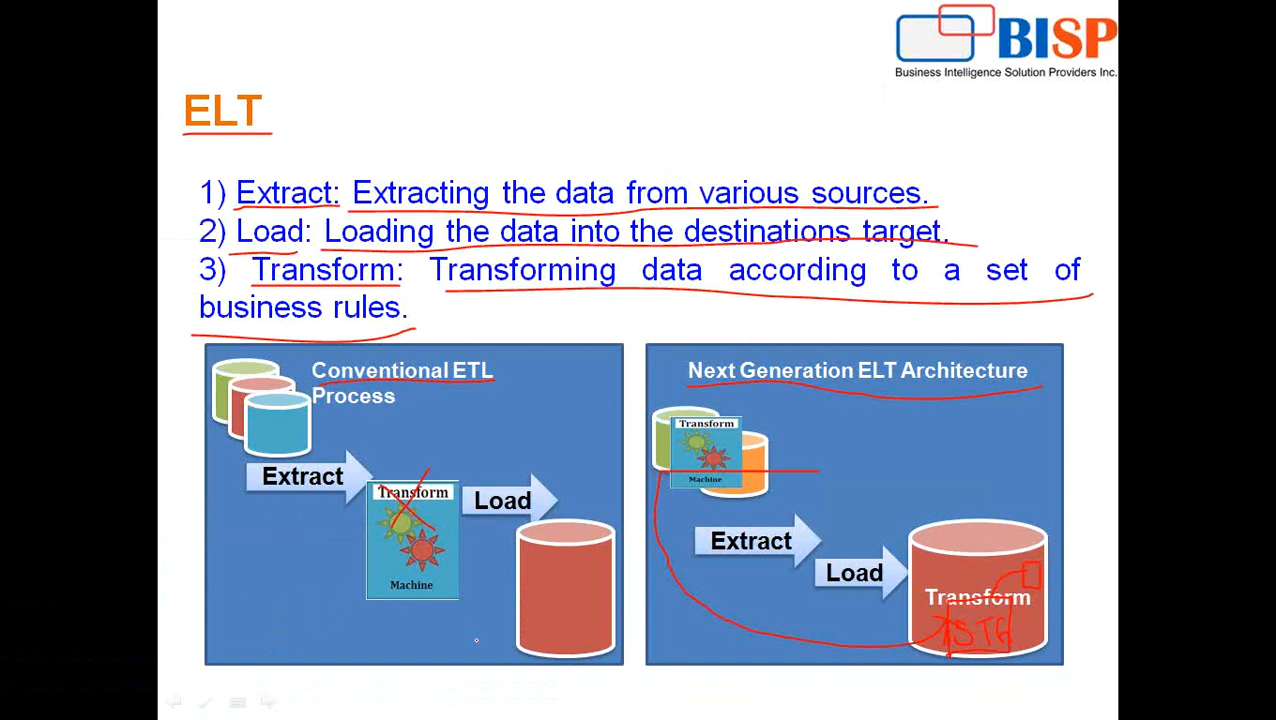 BISP
Business Intelligence Solution Providers Inc.
ELT
1) Extract: Extracting the data from various sources.
2) Load: Loading the data into the destinations target.
3) Transform: Transforming data according to a set of
business rules.
Conventional ETL
Process
Extract
Transform
Load
Machine
Next Generation ELT Architecture
Transform
Machine
Extract
Load
Transform
STG